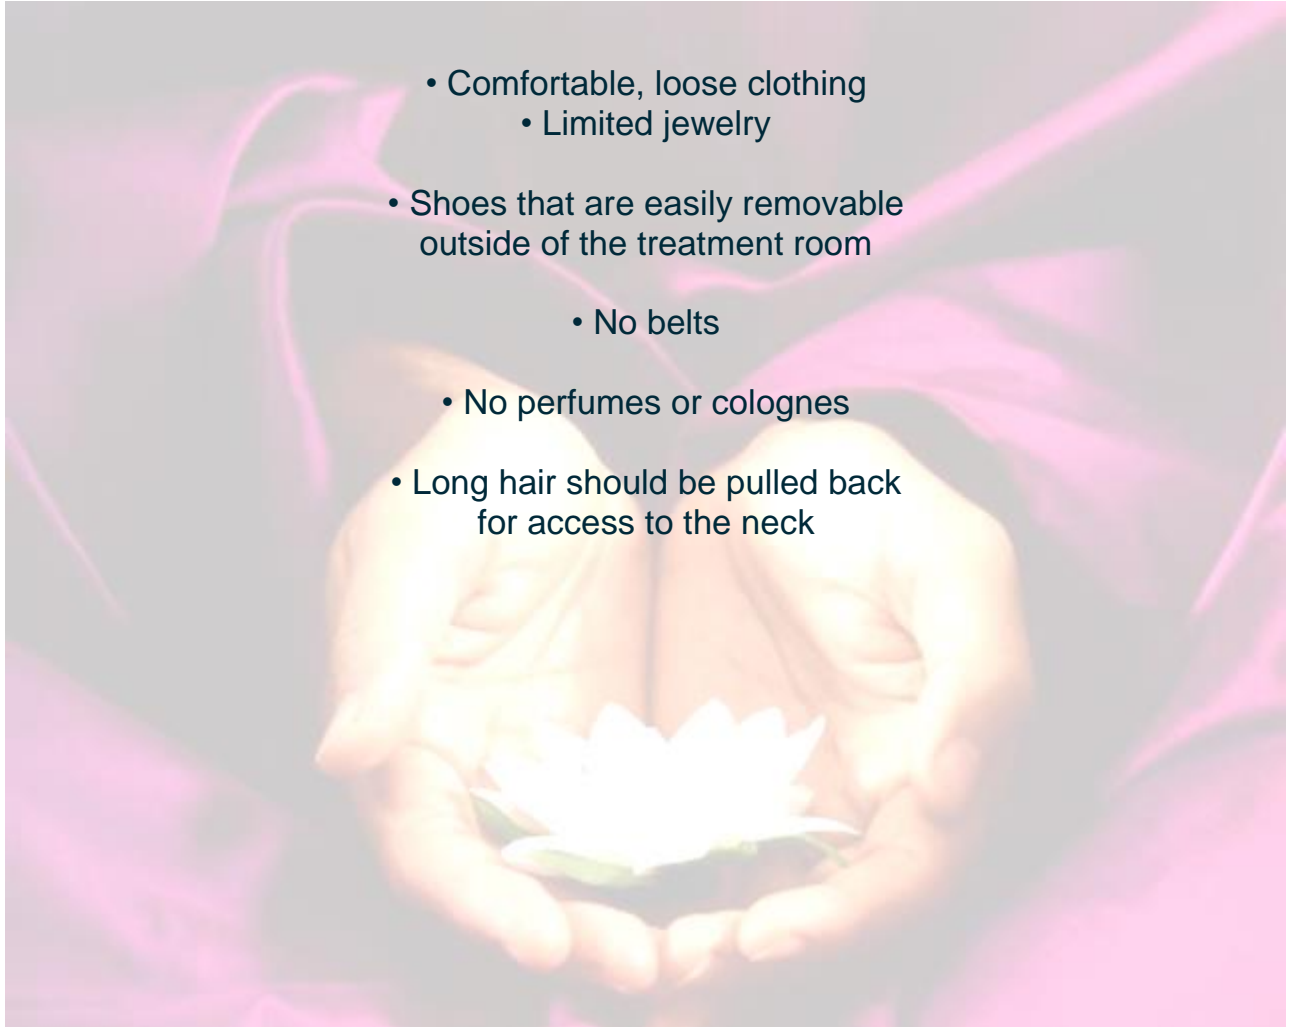 • Comfortable, loose clothing
• Limited jewelry
• Shoes that are easily removable
outside of the treatment room
• No belts
• No perfumes or colognes
• Long hair should be pulled back
for access to the neck